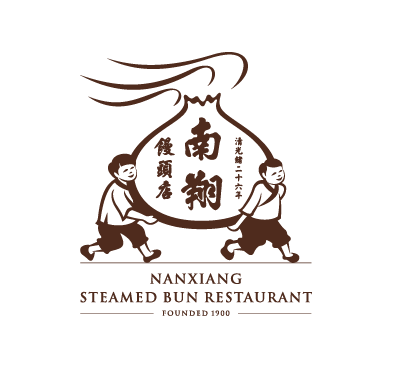 清光緒二十六年
南翔
饅頭店
NANXIANG
STEAMED BUN RESTAURANT
FOUNDED 1900